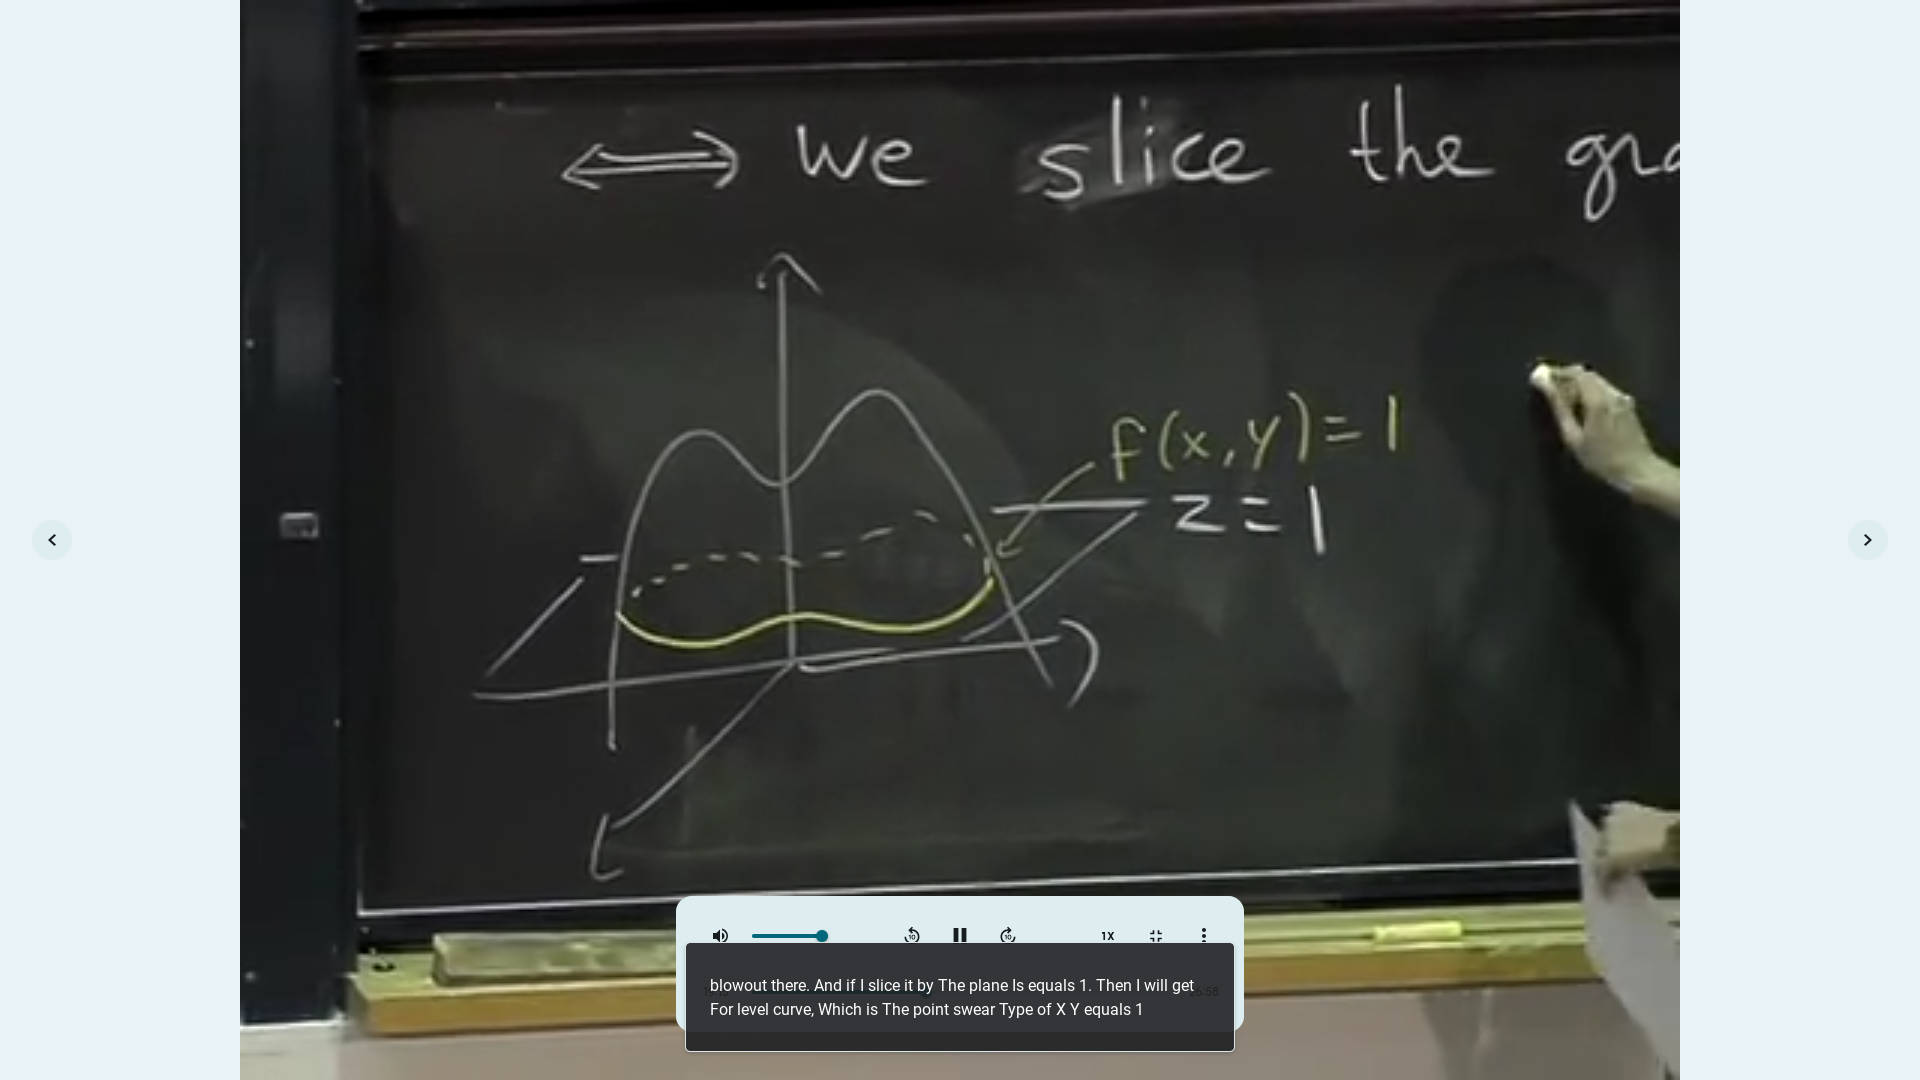 ⟺ we slice the gra
f(x,y)=1
z=1
1X
blowout there. And if I slice it by The plane Is equals 1. Then I will get
For level curve, Which is The point swear Type of X Y equals 1